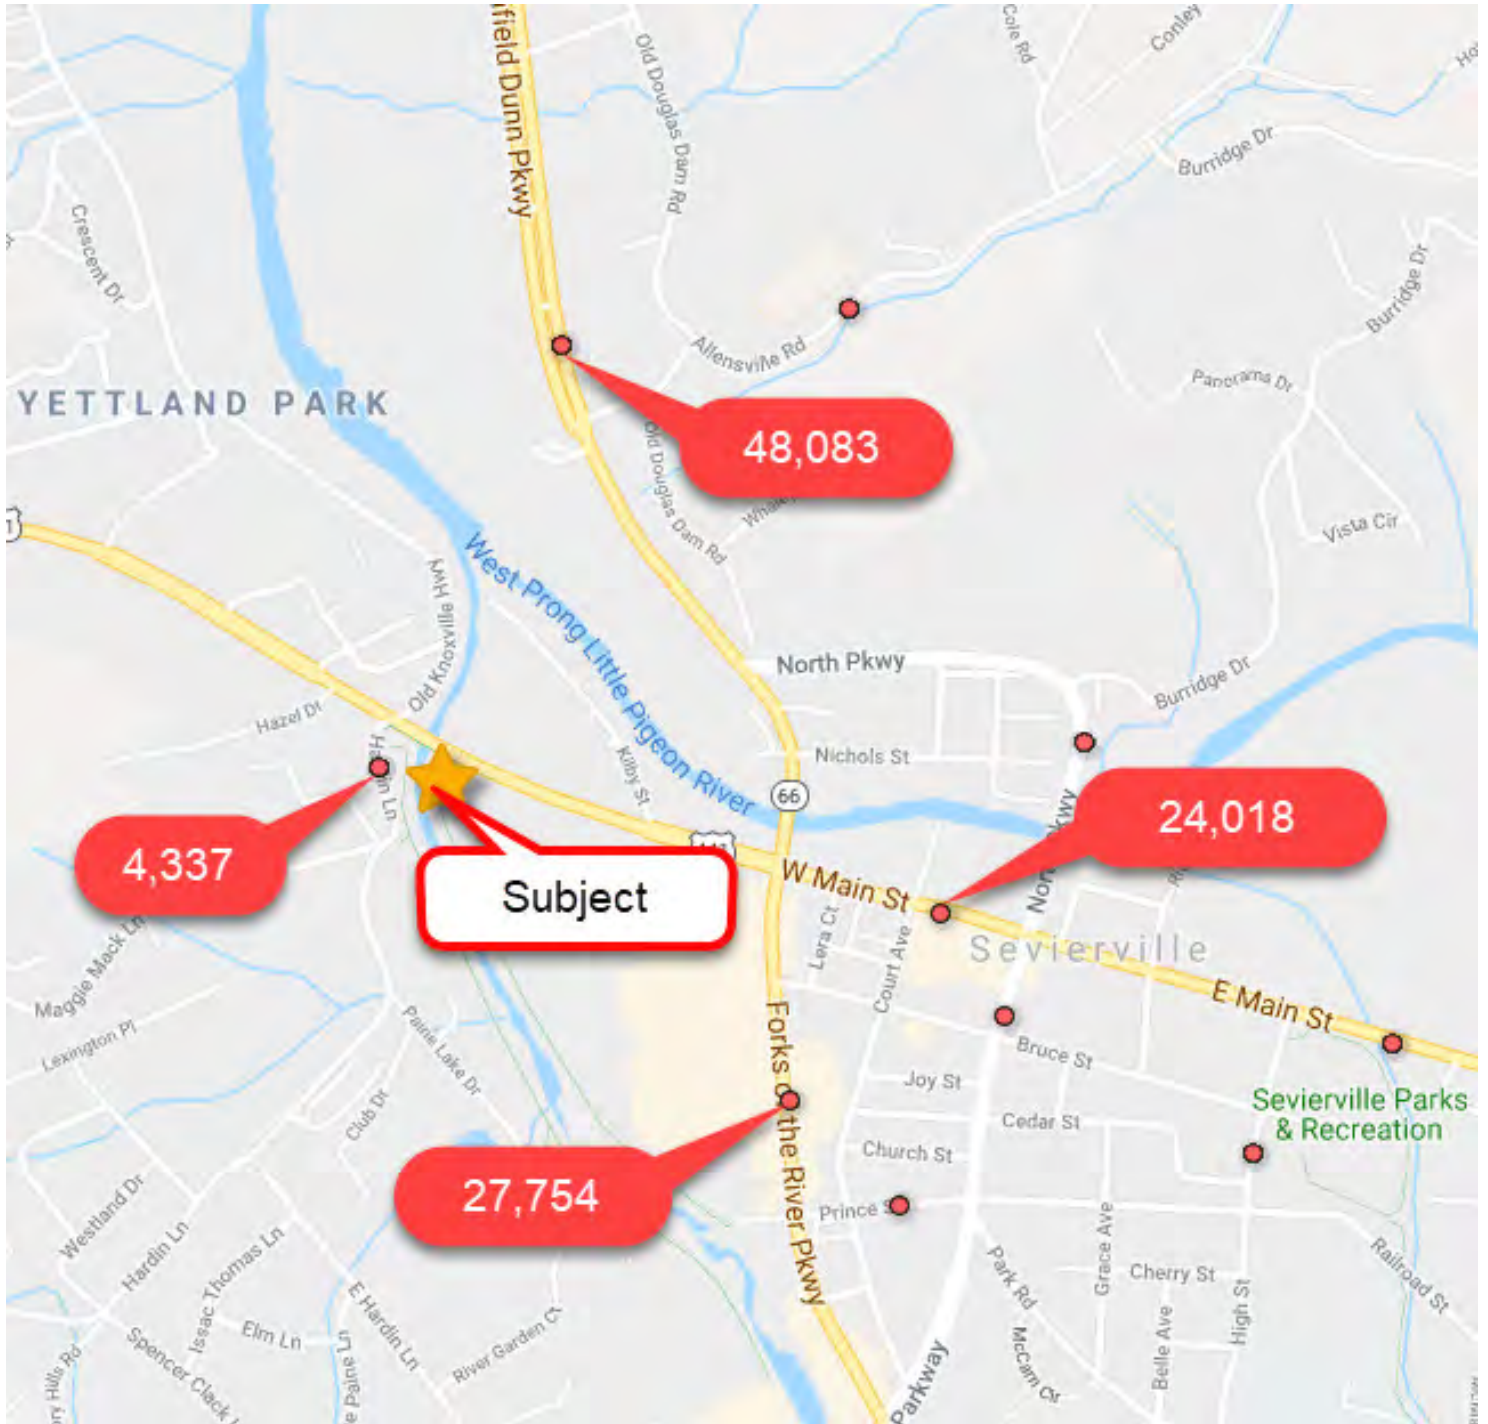 nfield Dunn Pkwy
Old Douglas Dam Rd
Cole Rd
Conley
Burridge Dr
Crescent Dr
Burridge Dr
Allensville Rd
Panorama Dr
YETTLAND PARK
48,083
Old Douglas Dam Rd
Vista Cir
West Prong Little Pigeon River
Old Knoxville Hwy
North Pkwy
Burridge Dr
Hazel Dr
Nichols St
Kilby St
66
24,018
4,337
Subject
W Main St
Lera Ct
Court Ave
Sevierville
Maggie Mack Ln
E Main St
Lexington Pl
Paine Lake Dr
Forks of the River Pkwy
Bruce St
Joy St
Club Dr
Cedar St
Sevierville Parks
& Recreation
Church St
27,754
Prince St
Westland Dr
Hardin Ln
Issac Thomas Ln
E Hardin Ln
Park Rd
Grace Ave
Cherry St
High St
Railroad St
Elm Ln
River Garden Ct
Spencer Clack
Belle Ave
Parkway